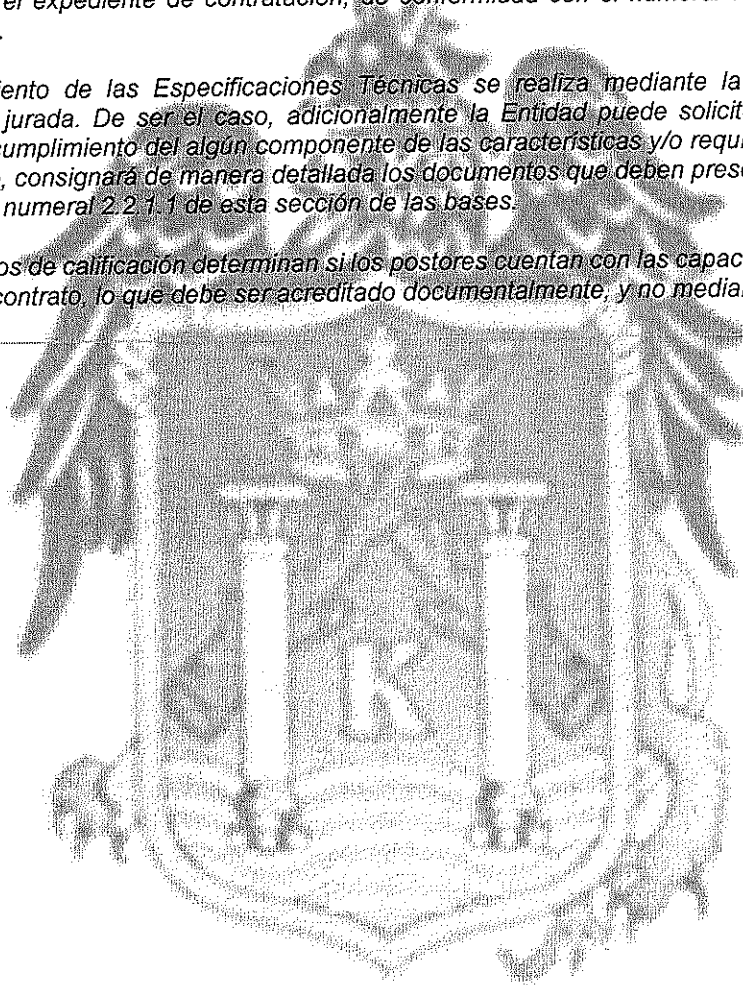 el expediente de contratación, de conformidad con el numeral
.
ento de las Especificaciones Técnicas se realiza mediante la
jurada. De ser el caso, adicionalmente la Entidad puede solicit
cumplimiento del algún componente de las características y/o requi
, consignará de manera detallada los documentos que deben prese
numeral 2.2.1.1 de esta sección de las bases.
os de calificación determinan si los postores cuentan con las capac
contrato, lo que debe ser acreditado documentalmente, y no median
K